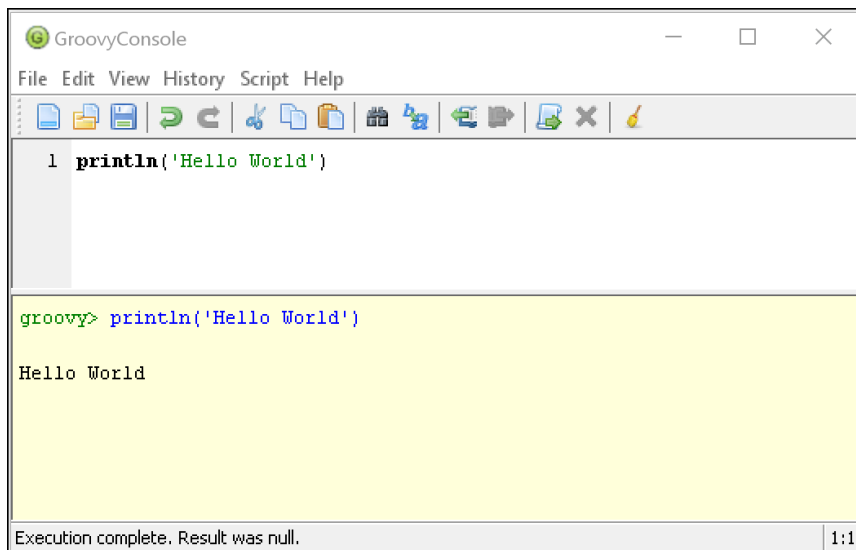 GroovyConsole
File Edit View History Script Help
1 println('Hello World')
groovy> println('Hello World')
Hello World
Execution complete. Result was null.
1:1